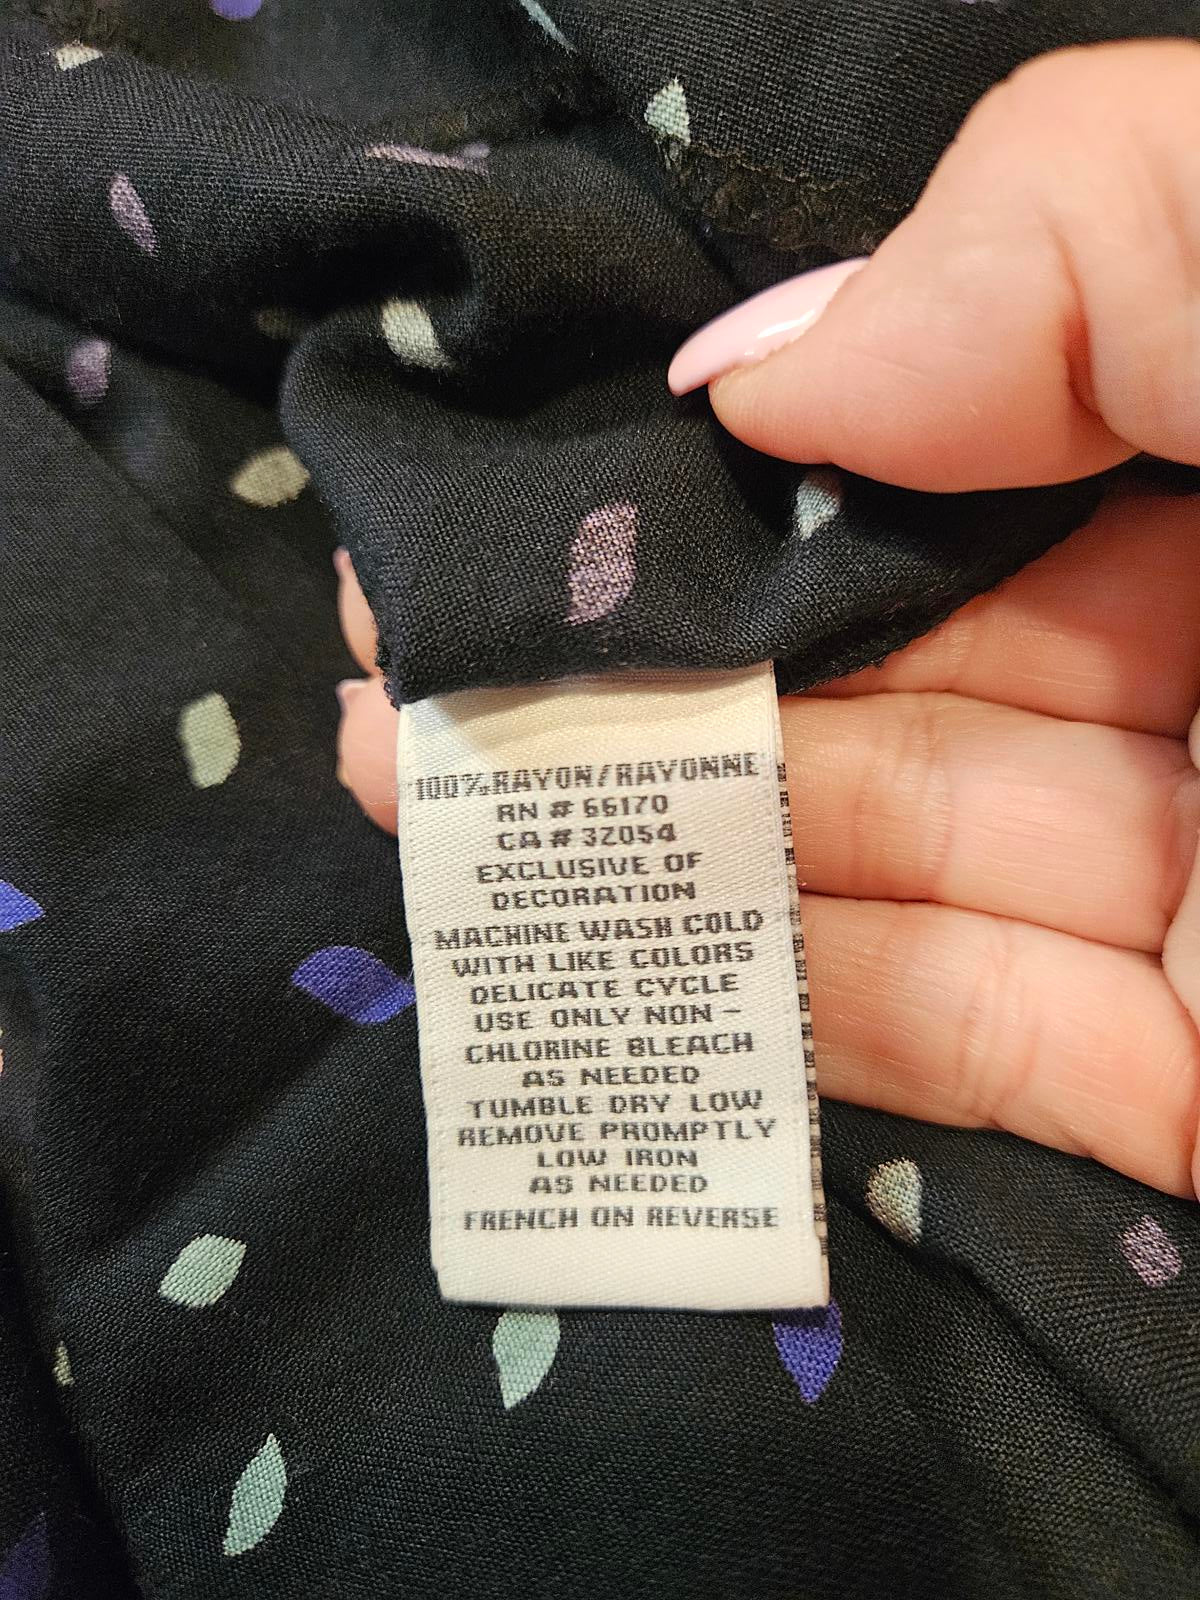 100% RAYON/RAYONNE
RN # 66170
CA # 32054
EXCLUSIVE OF
DECORATION
MACHINE WASH COLD
WITH LIKE COLORS
DELICATE CYCLE
USE ONLY NON-
CHLORINE BLEACH
AS NEEDED
TUMBLE DRY LOW
REMOVE PROMPTLY
LOW IRON
AS NEEDED
FRENCH ON REVERSE